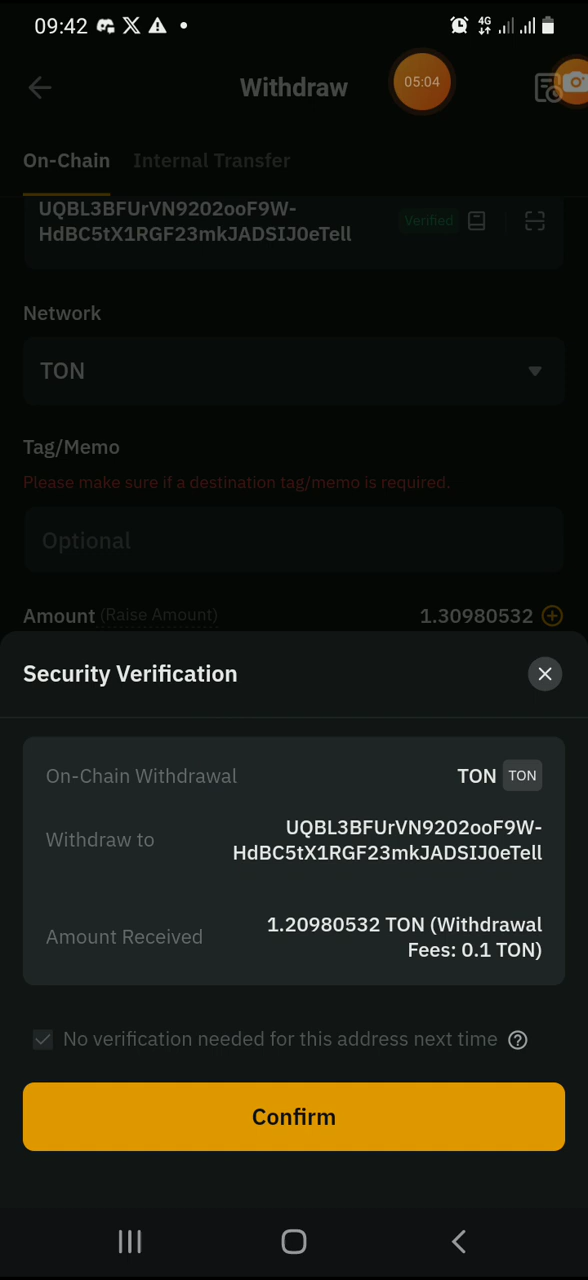 09:42
4G
Withdraw
05:04
On-Chain Internal Transfer
UQBL3BFUrVN9202ooF9W-
HdBC5tX1RGF23mkJADSIJ0eTell
Verified
Network
TON
Tag/Memo
Please make sure if a destination tag/memo is required.
Optional
Amount (Raise Amount) 1.30980532
Security Verification
On-Chain Withdrawal TON TON
Withdraw to UQBL3BFUrVN9202ooF9W-
HdBC5tX1RGF23mkJADSIJ0eTell
Amount Received 1.20980532 TON (Withdrawal
Fees: 0.1 TON)
No verification needed for this address next time
Confirm